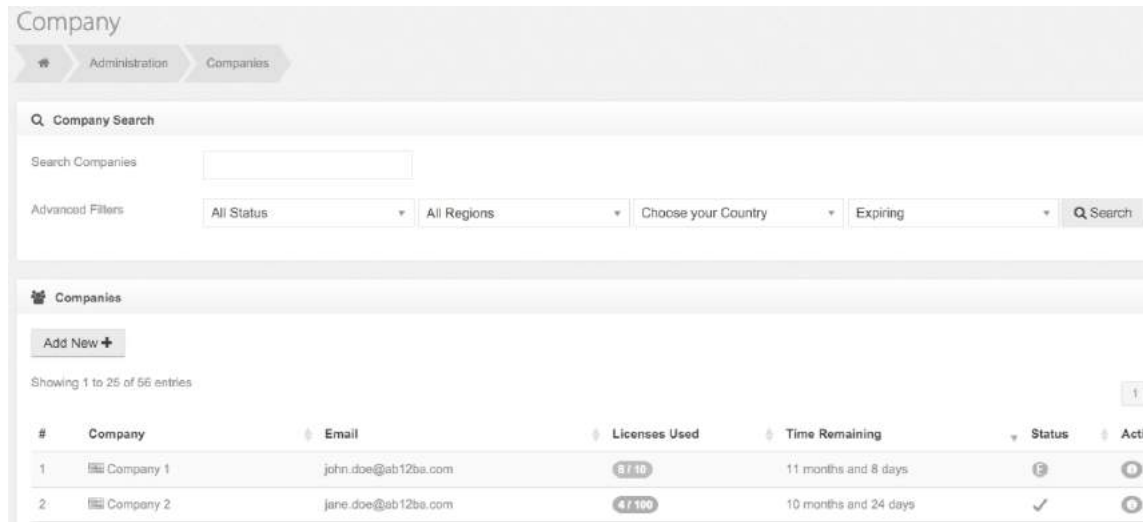 Company
Administration Companies
Company Search
Search Companies
Advanced Filters All Status All Regions Choose your Country Expiring Search
Companies
Add New +
Showing 1 to 25 of 56 entries
1
# Company Email Licenses Used Time Remaining Status Acti
1 Company 1 john.doe@ab12ba.com 8 / 10 11 months and 8 days E
2 Company 2 jane.doe@ab12ba.com 4 / 100 10 months and 24 days